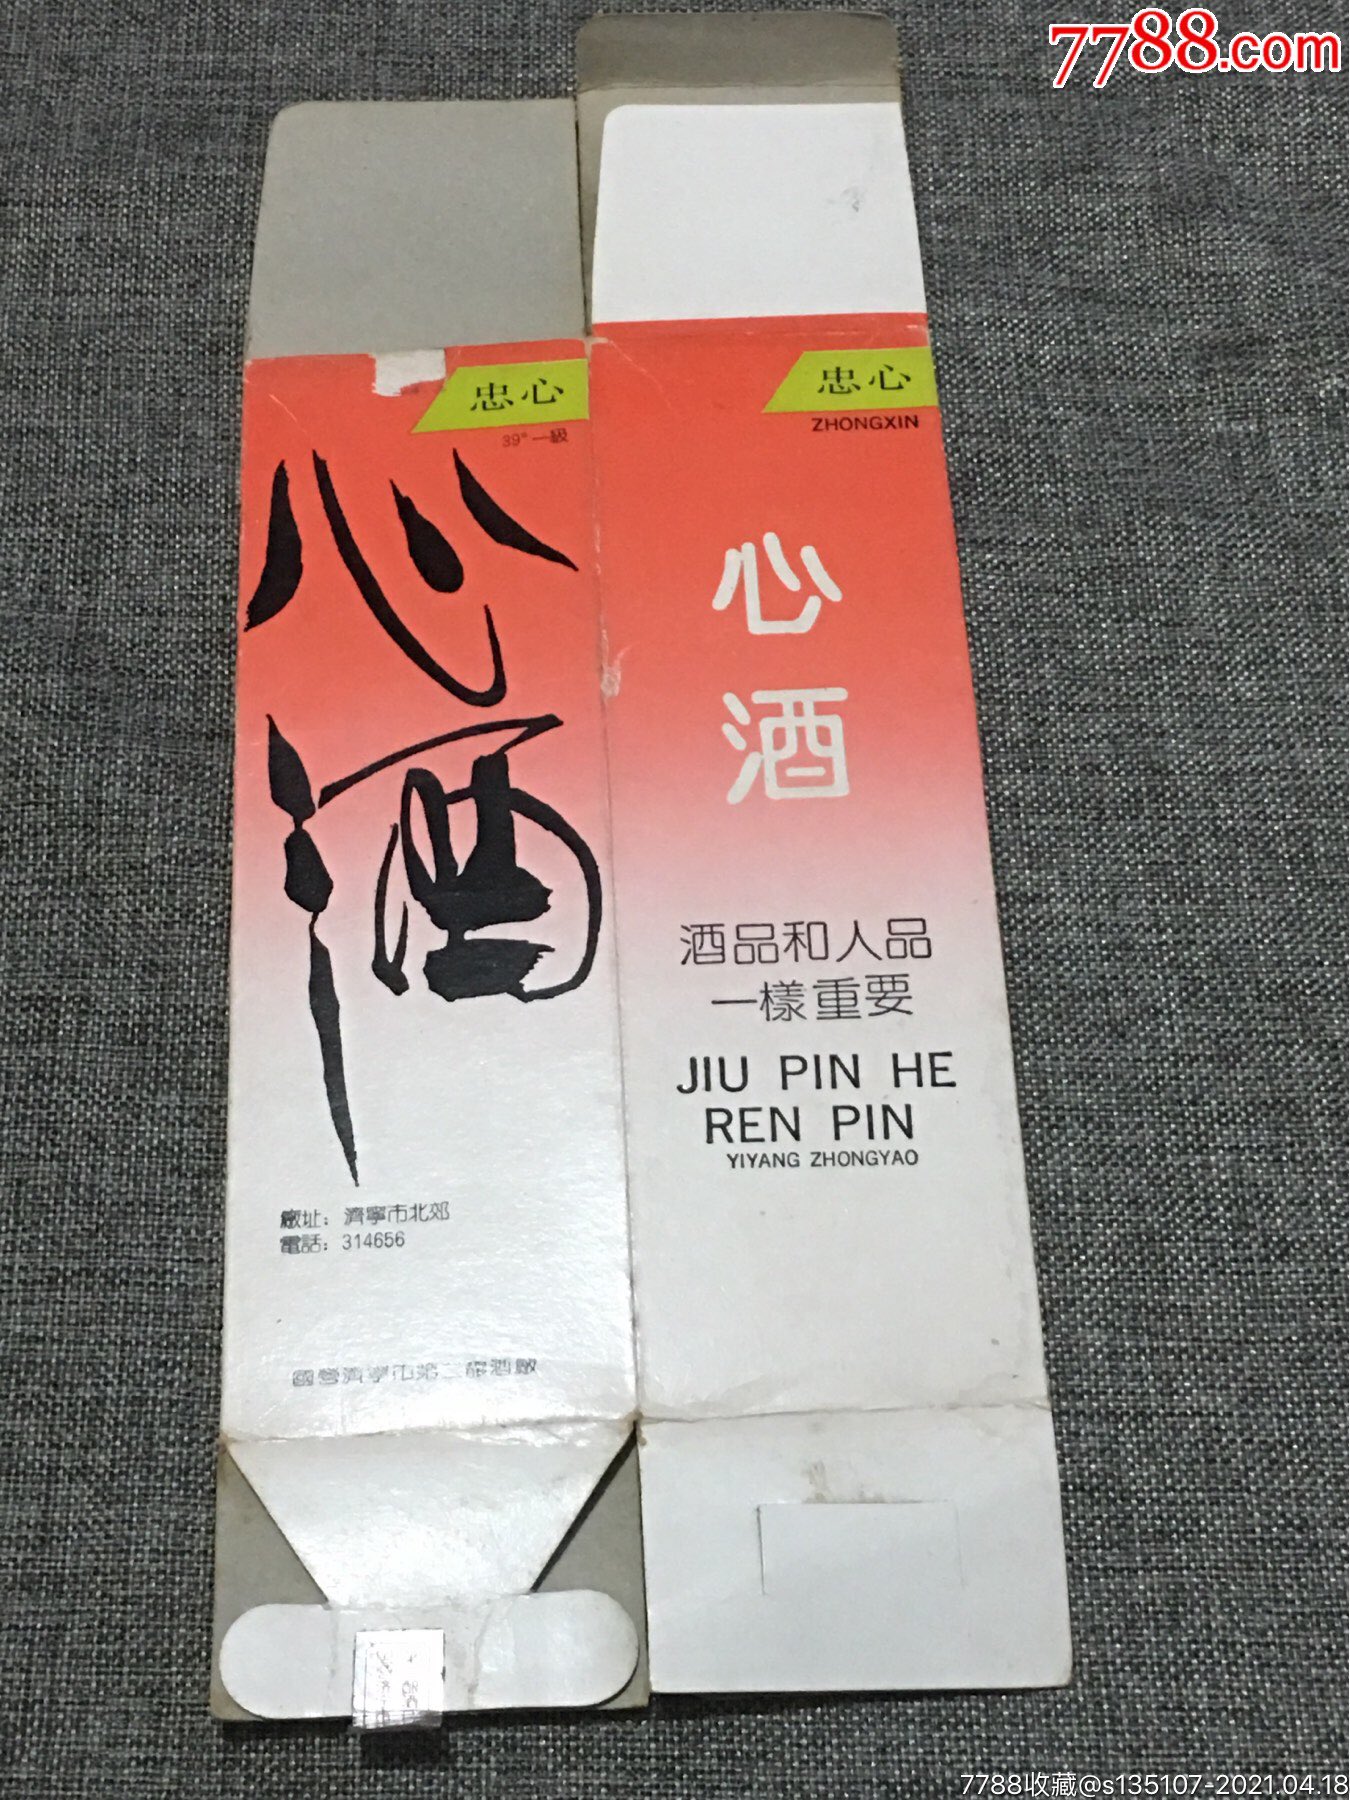 7788.com
忠心
39°一級
心酒
廠址：濟寧市北郊
電話：314656
國營濟寧市第二釀酒廠
忠心
ZHONGXIN
心
酒
酒品和人品
一樣重要
JIU PIN HE
REN PIN
YIYANG ZHONGYAO
7788收藏@s135107-2021.04.18